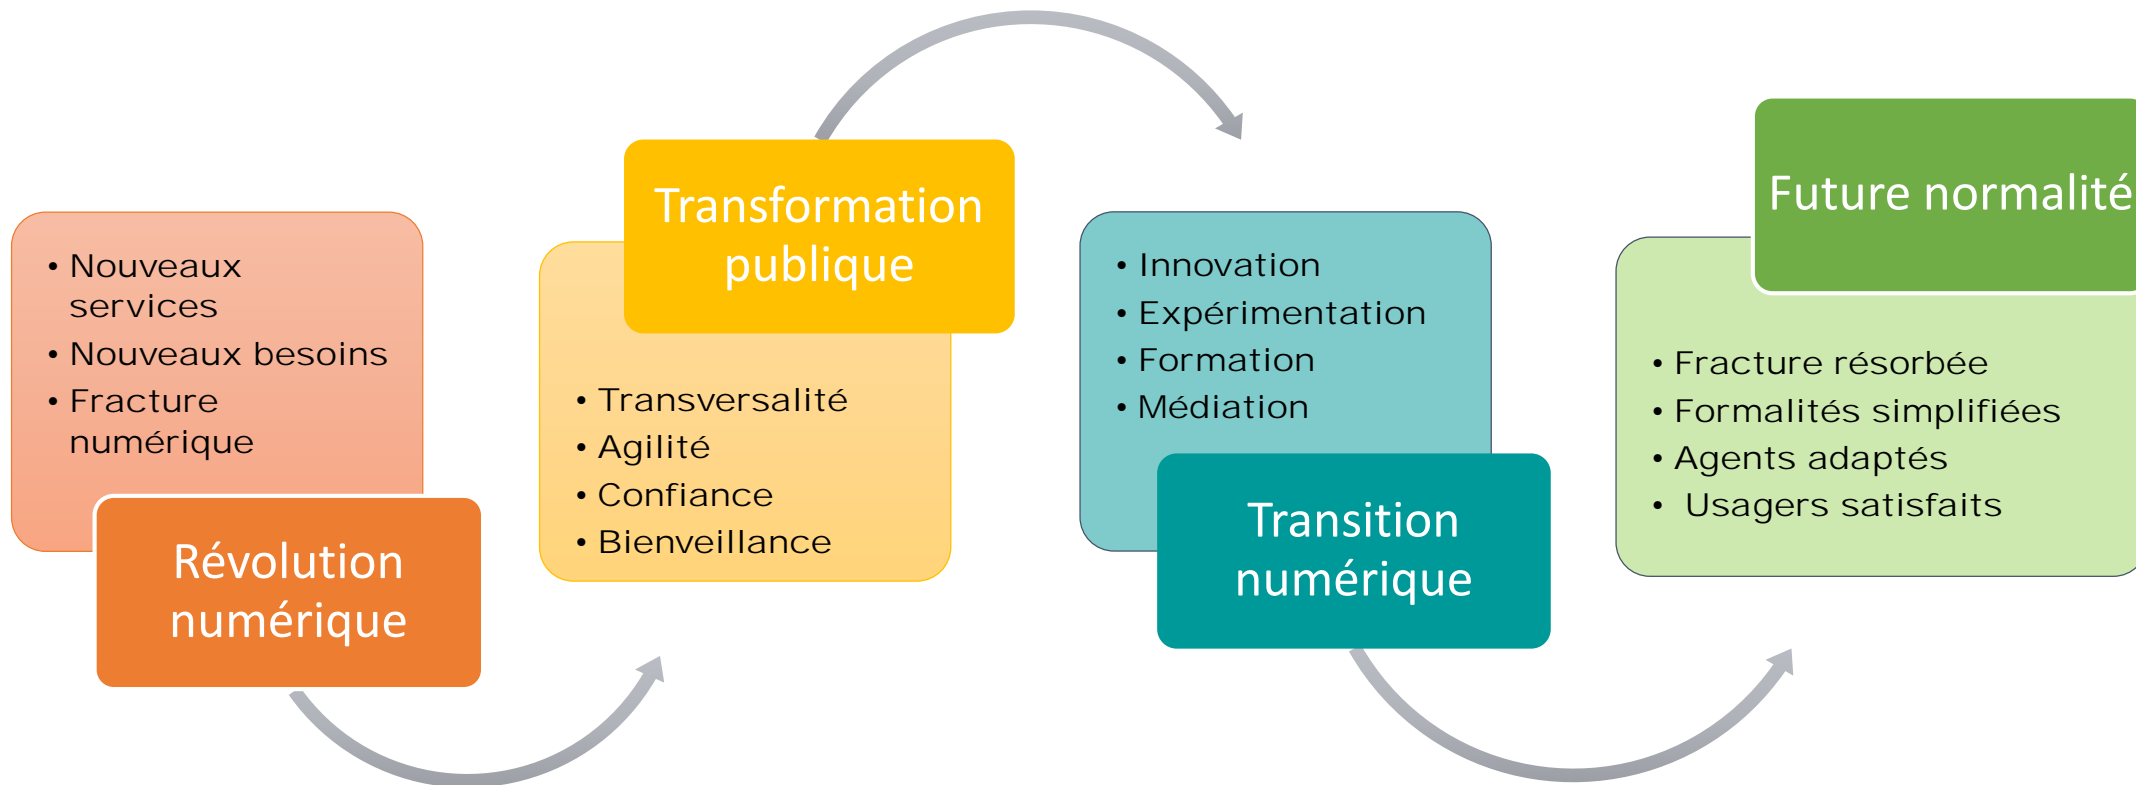 • Nouveaux
services
• Nouveaux besoins
• Fracture
numérique
Révolution
numérique
Transformation
publique
• Transversalité
• Agilité
• Confiance
• Bienveillance
• Innovation
• Expérimentation
• Formation
• Médiation
Transition
numérique
Future normalité
• Fracture résorbée
• Formalités simplifiées
• Agents adaptés
• Usagers satisfaits